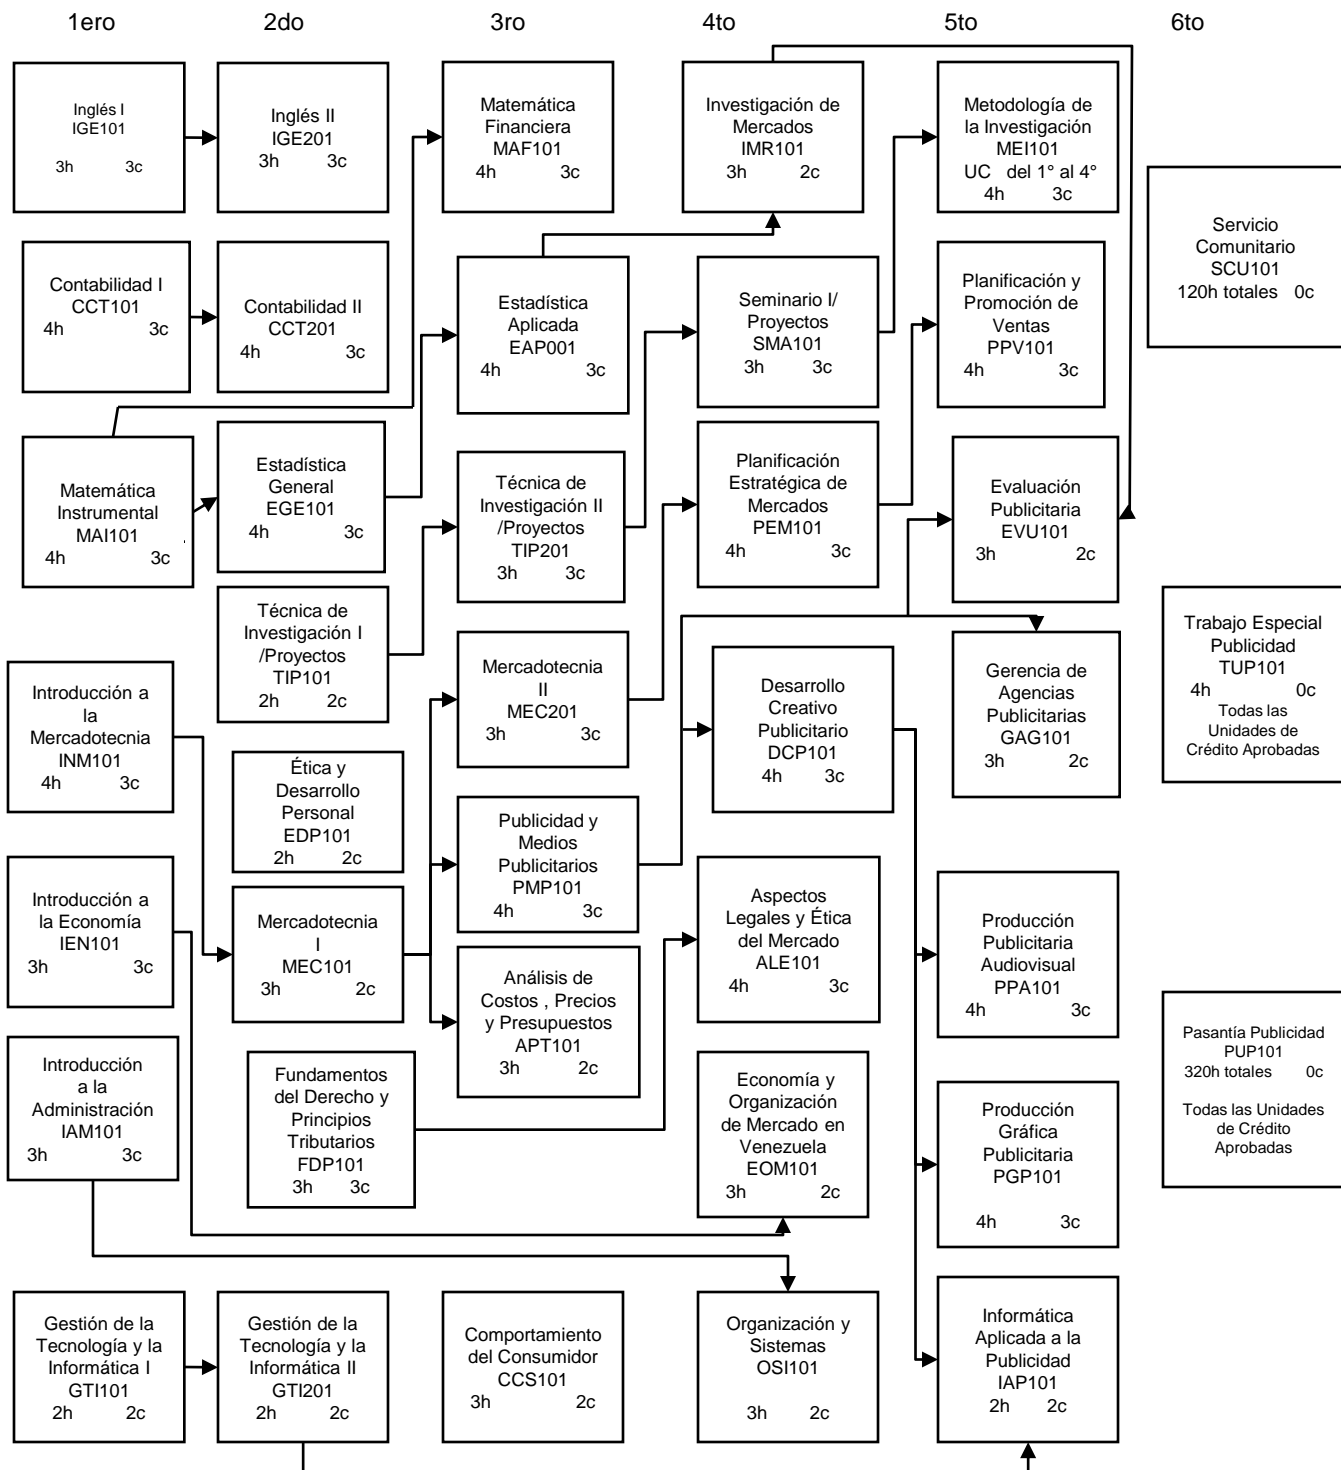 1ero 2do 3ro 4to 5to 6to
Inglés I
IGE101
3h 3c
Contabilidad I
CCT101
4h 3c
Matemática
Instrumental
MAI101
4h 3c
Introducción a
la
Mercadotecnia
INM101
4h 3c
Introducción a
la Economía
IEN101
3h 3c
Introducción
a la
Administración
IAM101
3h 3c
Gestión de la
Tecnología y la
Informática I
GTI101
2h 2c
Inglés II
IGE201
3h 3c
Contabilidad II
CCT201
4h 3c
Estadística
General
EGE101
4h 3c
Técnica de
Investigación I
/Proyectos
TIP101
2h 2c
Ética y
Desarrollo
Personal
EDP101
2h 2c
Mercadotecnia
I
MEC101
3h 2c
Fundamentos
del Derecho y
Principios
Tributarios
FDP101
3h 3c
Gestión de la
Tecnología y la
Informática II
GTI201
2h 2c
Matemática
Financiera
MAF101
4h 3c
Estadística
Aplicada
EAP001
4h 3c
Técnica de
Investigación II
/Proyectos
TIP201
3h 3c
Mercadotecnia
II
MEC201
3h 3c
Publicidad y
Medios
Publicitarios
PMP101
4h 3c
Análisis de
Costos , Precios
y Presupuestos
APT101
3h 2c
Comportamiento
del Consumidor
CCS101
3h 2c
Investigación de
Mercados
IMR101
3h 2c
Seminario I/
Proyectos
SMA101
3h 3c
Planificación
Estratégica de
Mercados
PEM101
4h 3c
Desarrollo
Creativo
Publicitario
DCP101
4h 3c
Aspectos
Legales y Ética
del Mercado
ALE101
4h 3c
Economía y
Organización
de Mercado en
Venezuela
EOM101
3h 2c
Organización y
Sistemas
OSI101
3h 2c
Metodología de
la Investigación
MEI101
UC del 1° al 4°
4h 3c
Planificación y
Promoción de
Ventas
PPV101
4h 3c
Evaluación
Publicitaria
EVU101
3h 2c
Gerencia de
Agencias
Publicitarias
GAG101
3h 2c
Producción
Publicitaria
Audiovisual
PPA101
4h 3c
Producción
Gráfica
Publicitaria
PGP101
4h 3c
Informática
Aplicada a la
Publicidad
IAP101
2h 2c
Servicio
Comunitario
SCU101
120h totales 0c
Trabajo Especial
Publicidad
TUP101
4h 0c
Todas las
Unidades de
Crédito Aprobadas
Pasantía Publicidad
PUP101
320h totales 0c
Todas las Unidades
de Crédito
Aprobadas